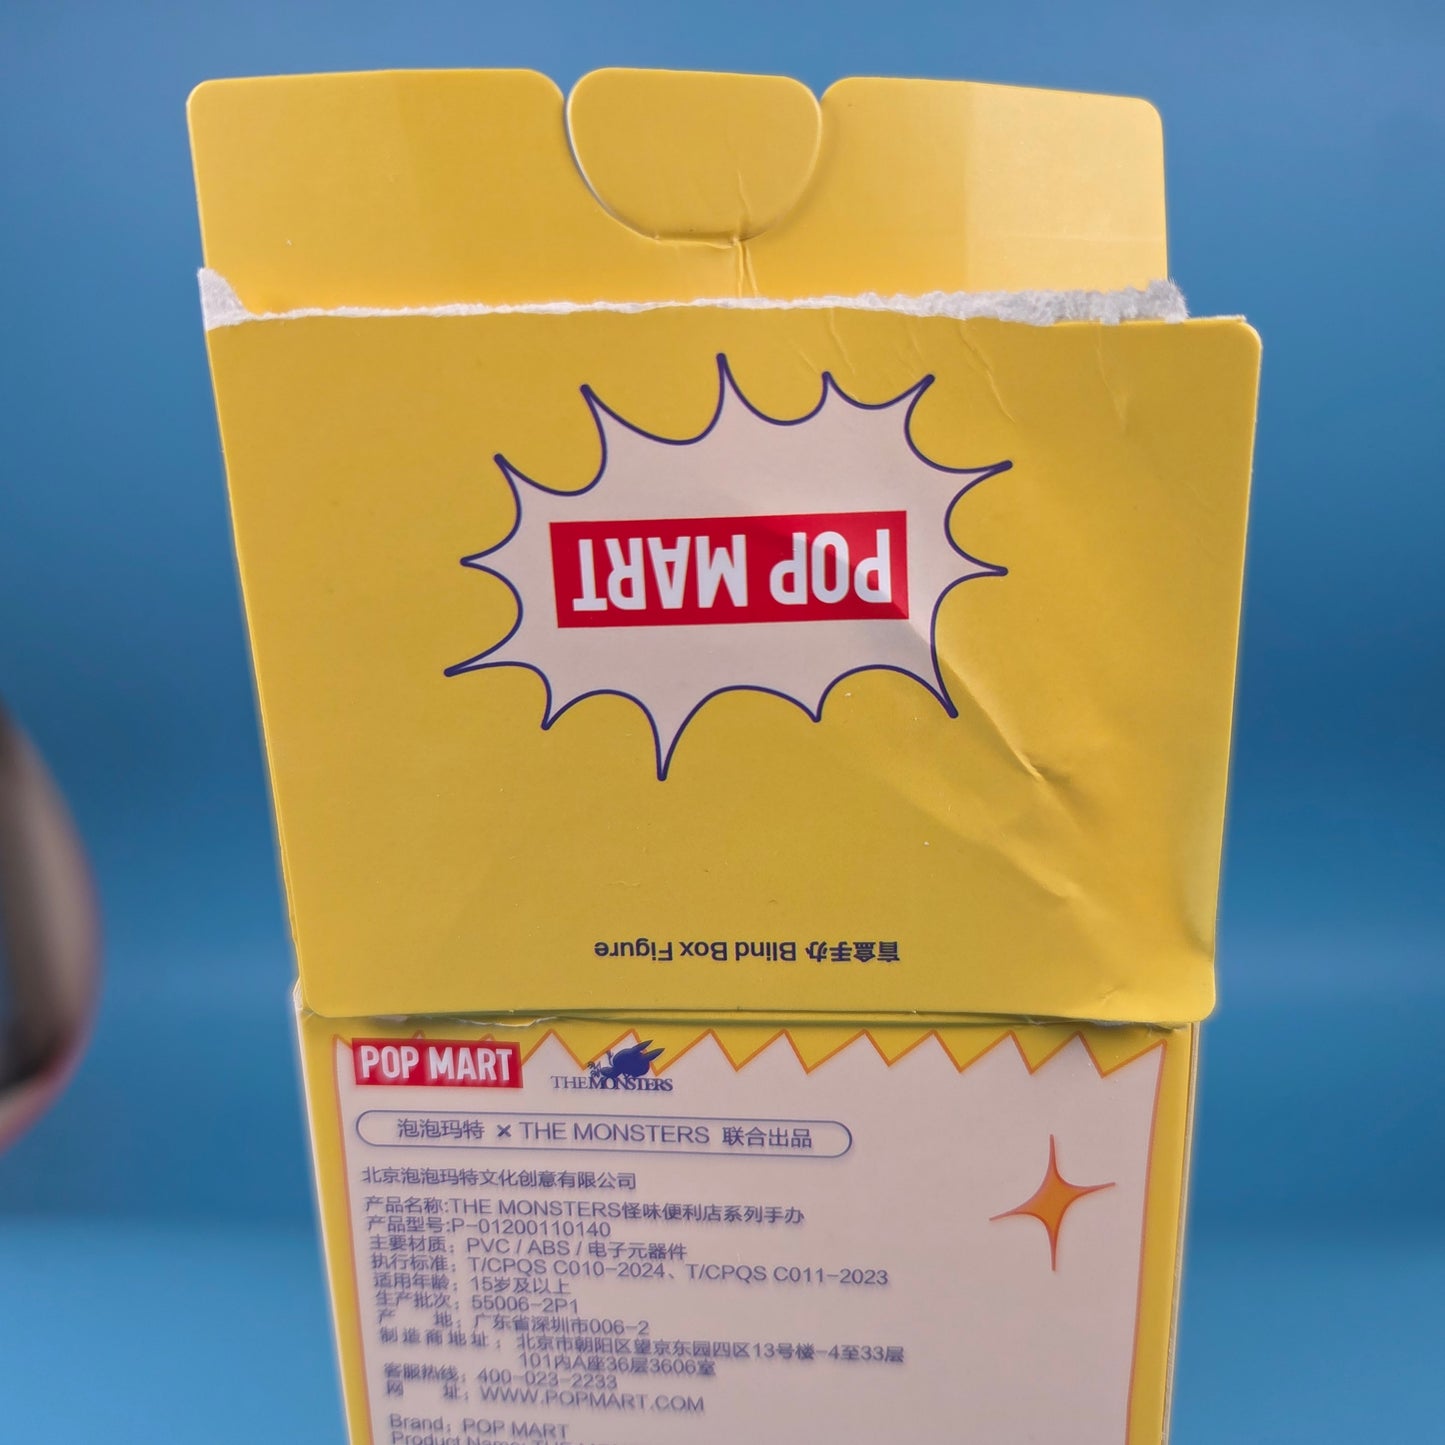 POP MART
盲盒手办 Blind Box Figure
POP MART
THE MONSTERS
泡泡玛特 × THE MONSTERS 联合出品
北京泡泡玛特文化创意有限公司
产品名称:THE MONSTERS怪味便利店系列手办
产品型号:P-01200110140
主要材质：PVC / ABS / 电子元器件
执行标准：T/CPQS C010-2024、T/CPQS C011-2023
适用年龄：15岁及以上
生产批次：55006-2P1
产 地：广东省深圳市006-2
制造商地址：北京市朝阳区望京东园四区13号楼-4至33层
101内A座36层3606室
客服热线：400-023-2233
网 址：WWW.POPMART.COM
Brand：POP MART
Product Name: